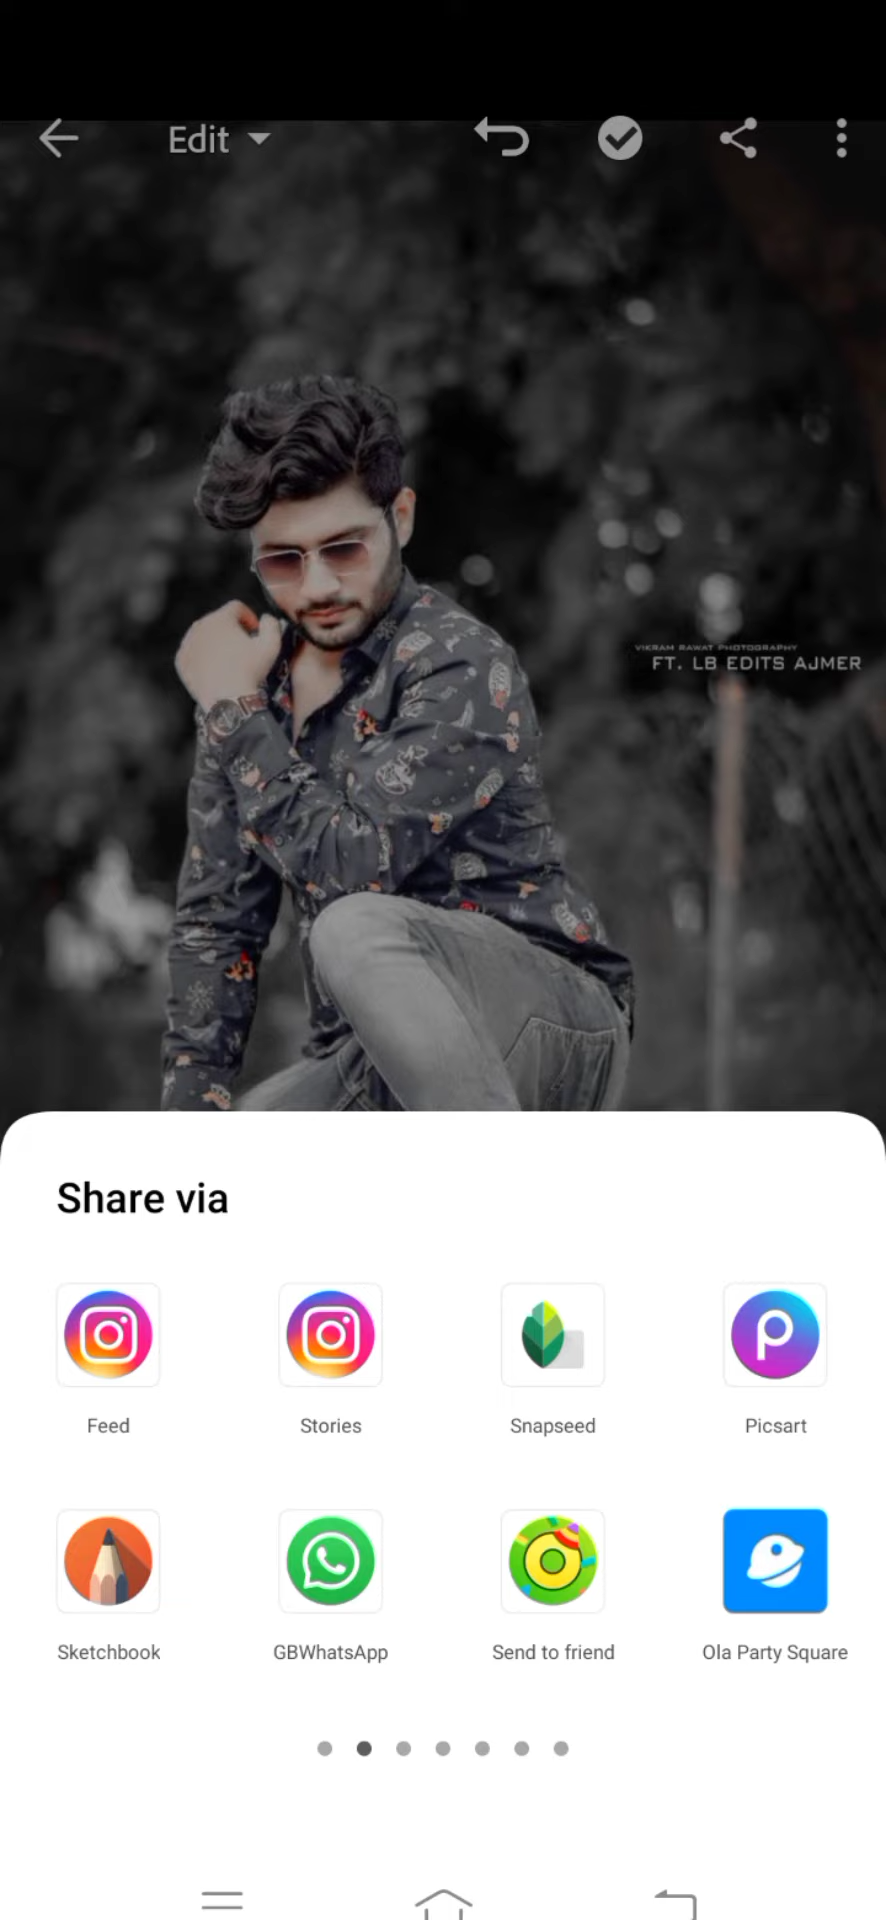 Edit
VIKRAM RAWAT PHOTOGRAPHY
FT. LB EDITS AJMER
Share via
Feed
Stories
Snapseed
Picsart
Sketchbook
GBWhatsApp
Send to friend
Ola Party Square